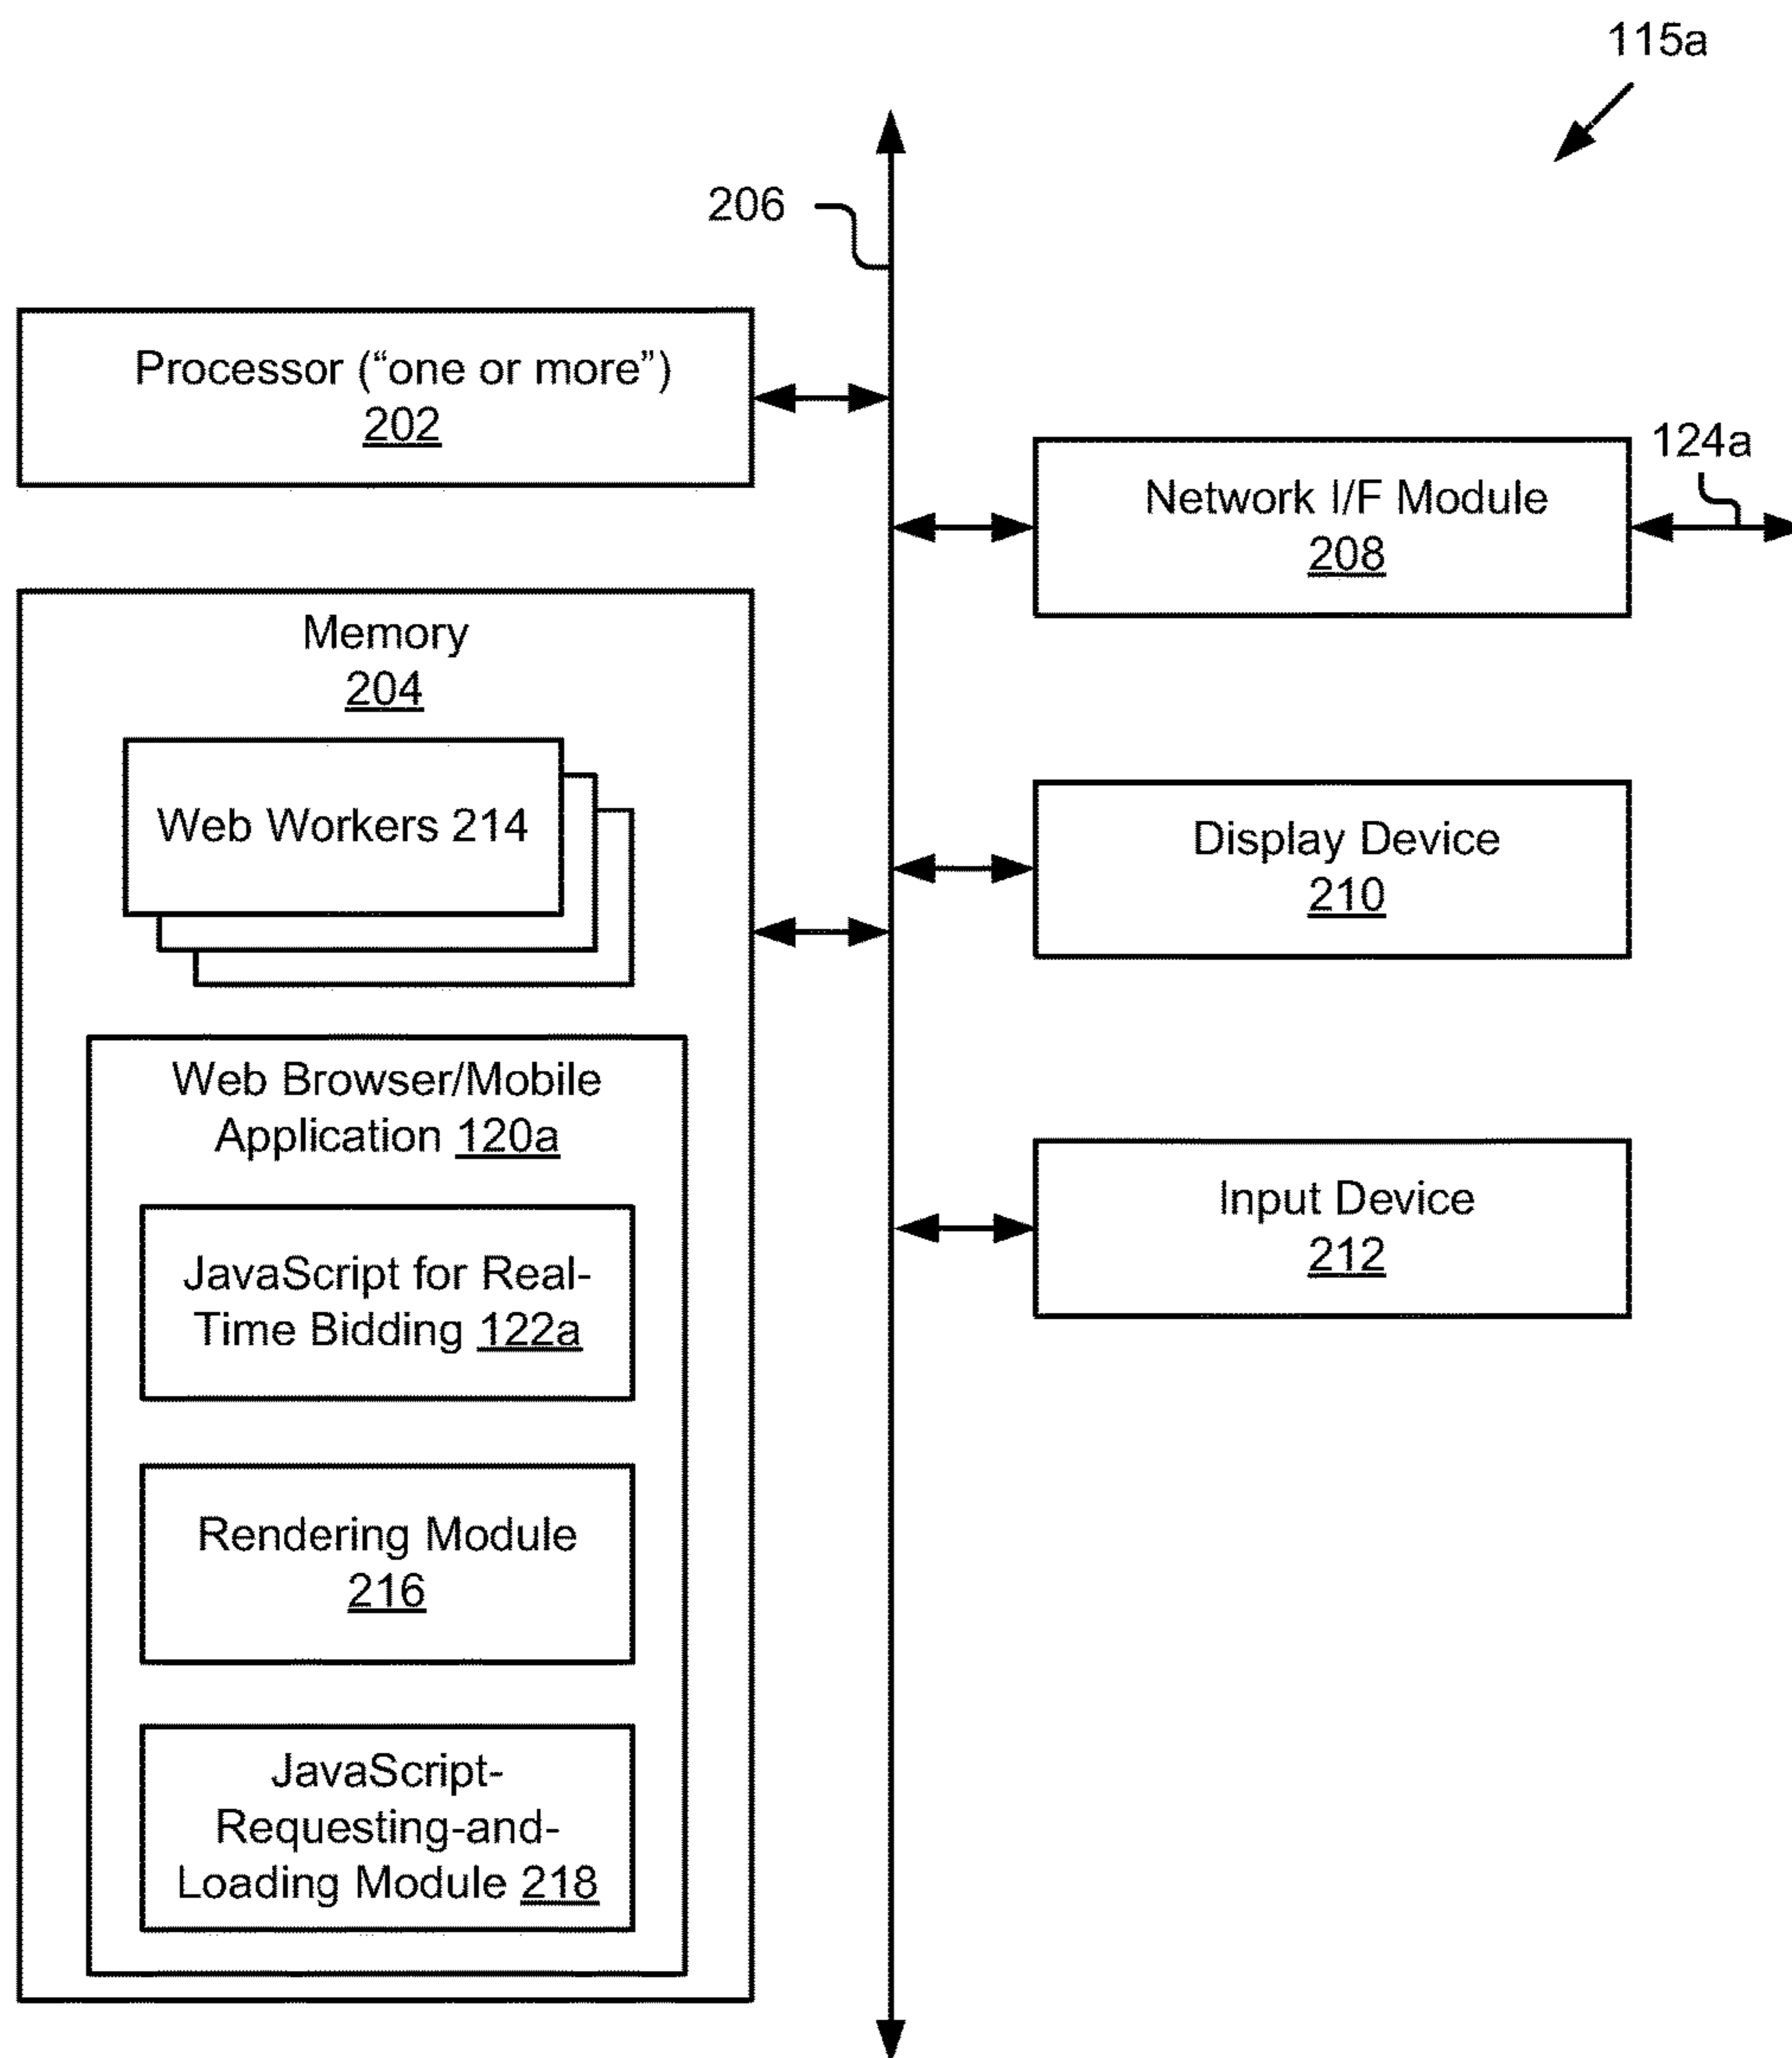 115a
206
Processor (“one or more”)
202
124a
Network I/F Module
208
Memory
204
Web Workers 214
Display Device
210
Web Browser/Mobile
Application 120a
Input Device
212
JavaScript for Real-
Time Bidding 122a
Rendering Module
216
JavaScript-
Requesting-and-
Loading Module 218